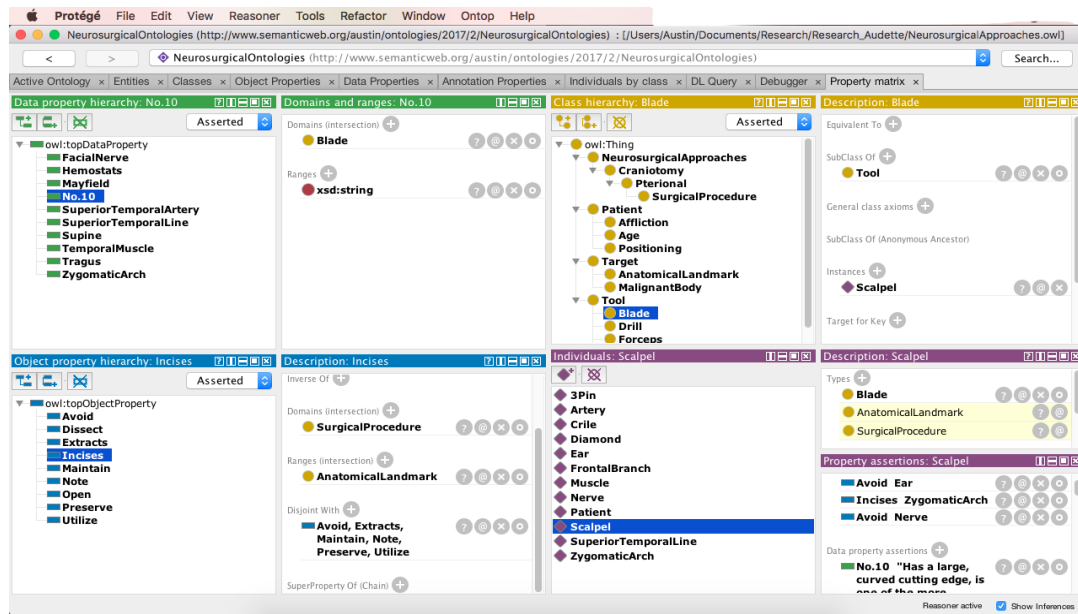 Protégé File Edit View Reasoner Tools Refactor Window Ontop Help
NeurosurgicalOntologies (http://www.semanticweb.org/austin/ontologies/2017/2/NeurosurgicalOntologies) : [/Users/Austin/Documents/Research/Research_Audette/NeurosurgicalApproaches.owl]
< > NeurosurgicalOntologies (http://www.semanticweb.org/austin/ontologies/2017/2/NeurosurgicalOntologies) Search...
Active Ontology × Entities × Classes × Object Properties × Data Properties × Annotation Properties × Individuals by class × DL Query × Debugger × Property matrix ×
Data property hierarchy: No.10
Asserted
owl:topDataProperty
FacialNerve
Hemostats
Mayfield
No.10
SuperiorTemporalArtery
SuperiorTemporalLine
Supine
TemporalMuscle
Tragus
ZygomaticArch
Domains and ranges: No.10
Domains (intersection)
Blade
Ranges
xsd:string
Class hierarchy: Blade
Asserted
owl:Thing
NeurosurgicalApproaches
Craniotomy
Pterional
SurgicalProcedure
Patient
Affliction
Age
Positioning
Target
AnatomicalLandmark
MalignantBody
Tool
Blade
Drill
Forceps
Description: Blade
Equivalent To
SubClass Of
Tool
General class axioms
SubClass Of (Anonymous Ancestor)
Instances
Scalpel
Target for Key
Object property hierarchy: Incises
Asserted
owl:topObjectProperty
Avoid
Dissect
Extracts
Incises
Maintain
Note
Open
Preserve
Utilize
Description: Incises
Inverse Of
Domains (intersection)
SurgicalProcedure
Ranges (intersection)
AnatomicalLandmark
Disjoint With
Avoid, Extracts,
Maintain, Note,
Preserve, Utilize
SuperProperty Of (Chain)
Individuals: Scalpel
3Pin
Artery
Crile
Diamond
Ear
FrontalBranch
Muscle
Nerve
Patient
Scalpel
SuperiorTemporalLine
ZygomaticArch
Description: Scalpel
Types
Blade
AnatomicalLandmark
SurgicalProcedure
Property assertions: Scalpel
Avoid Ear
Incises ZygomaticArch
Avoid Nerve
Data property assertions
No.10 "Has a large,
curved cutting edge, is
one of the more
Reasoner active Show Inferences